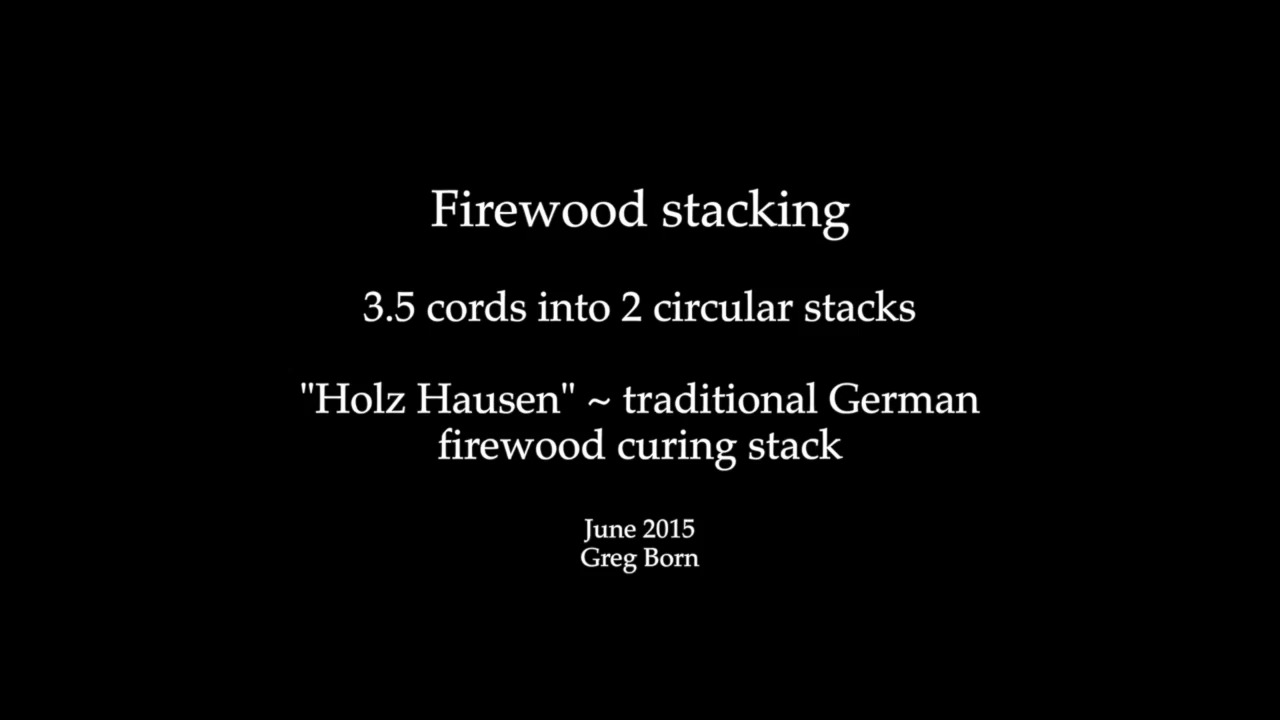 Firewood stacking
3.5 cords into 2 circular stacks
"Holz Hausen" ~ traditional German
firewood curing stack
June 2015
Greg Born